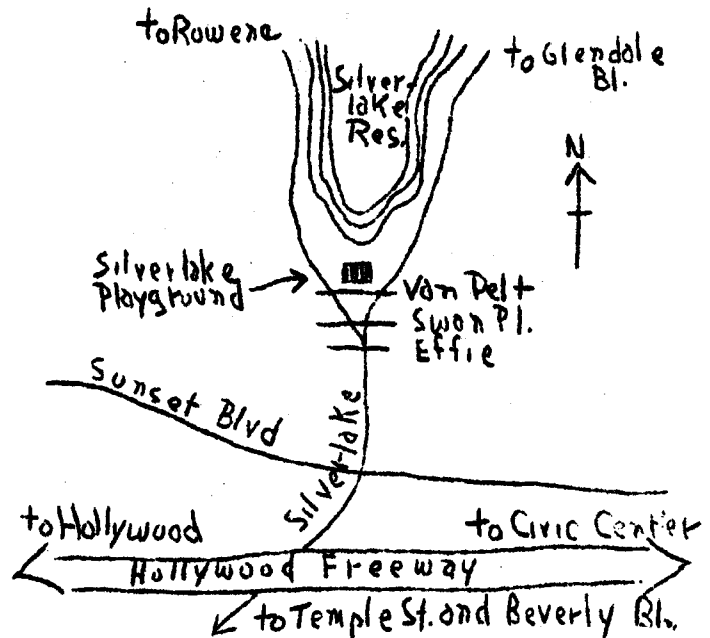 to Rowena
to Glendale
Bl.
Silver-
lake
Res.
N
Silverlake
Playground
Van Pelt
Swan Pl.
Effie
Sunset Blvd
Silverlake
to Hollywood
to Civic Center
Hollywood Freeway
to Temple St. and Beverly Bl.